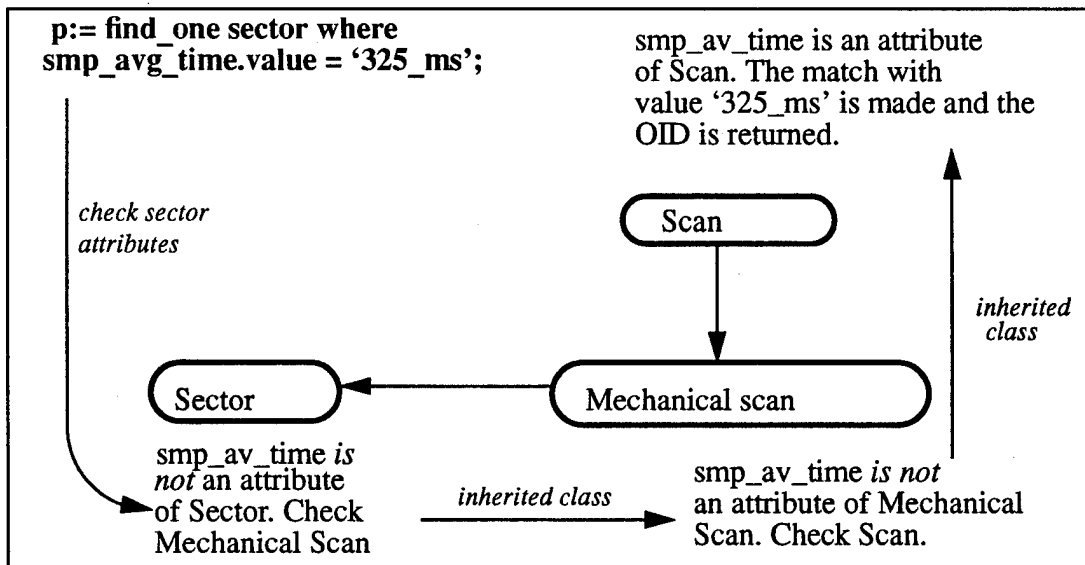 p:= find_one sector where
smp_avg_time.value = ‘325_ms’;
smp_av_time is an attribute
of Scan. The match with
value ‘325_ms’ is made and the
OID is returned.
check sector
attributes
Scan
inherited
class
Sector
Mechanical scan
smp_av_time is
not an attribute
of Sector. Check
Mechanical Scan
inherited class
smp_av_time is not
an attribute of Mechanical
Scan. Check Scan.